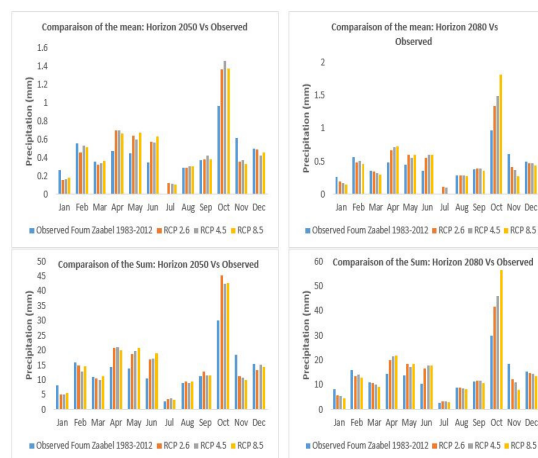 Comparaison of the mean: Horizon 2050 Vs Observed
Precipitation (mm)
1.6
1.4
1.2
1
0.8
0.6
0.4
0.2
0
Jan Feb Mar Apr May Jun Jul Aug Sep Oct Nov Dec
Observed Foum Zaabel 1983-2012 RCP 2.6 RCP 4.5 RCP 8.5
Comparaison of the mean: Horizon 2080 Vs
Observed
Precipitation (mm)
2
1.5
1
0.5
0
Jan Feb Mar Apr May Jun Jul Aug Sep Oct Nov Dec
Observed Foum Zaabel 1983-2012 RCP 2.6 RCP 4.5 RCP 8.5
Comparaison of the Sum: Horizon 2050 Vs Observed
Precipitation (mm)
50
45
40
35
30
25
20
15
10
5
0
Jan Feb Mar Apr May Jun Jul Aug Sep Oct Nov Dec
Observed Foum Zaabel 1983-2012 RCP 2.6 RCP 4.5 RCP 8.5
Comparaison of the Sum: Horizon 2080 Vs Observed
Precipitation (mm)
60
50
40
30
20
10
0
Jan Feb Mar Apr May Jun Jul Aug Sep Oct Nov Dec
Observed Foum Zaabel 1983-2012 RCP 2.6 RCP 4.5 RCP 8.5